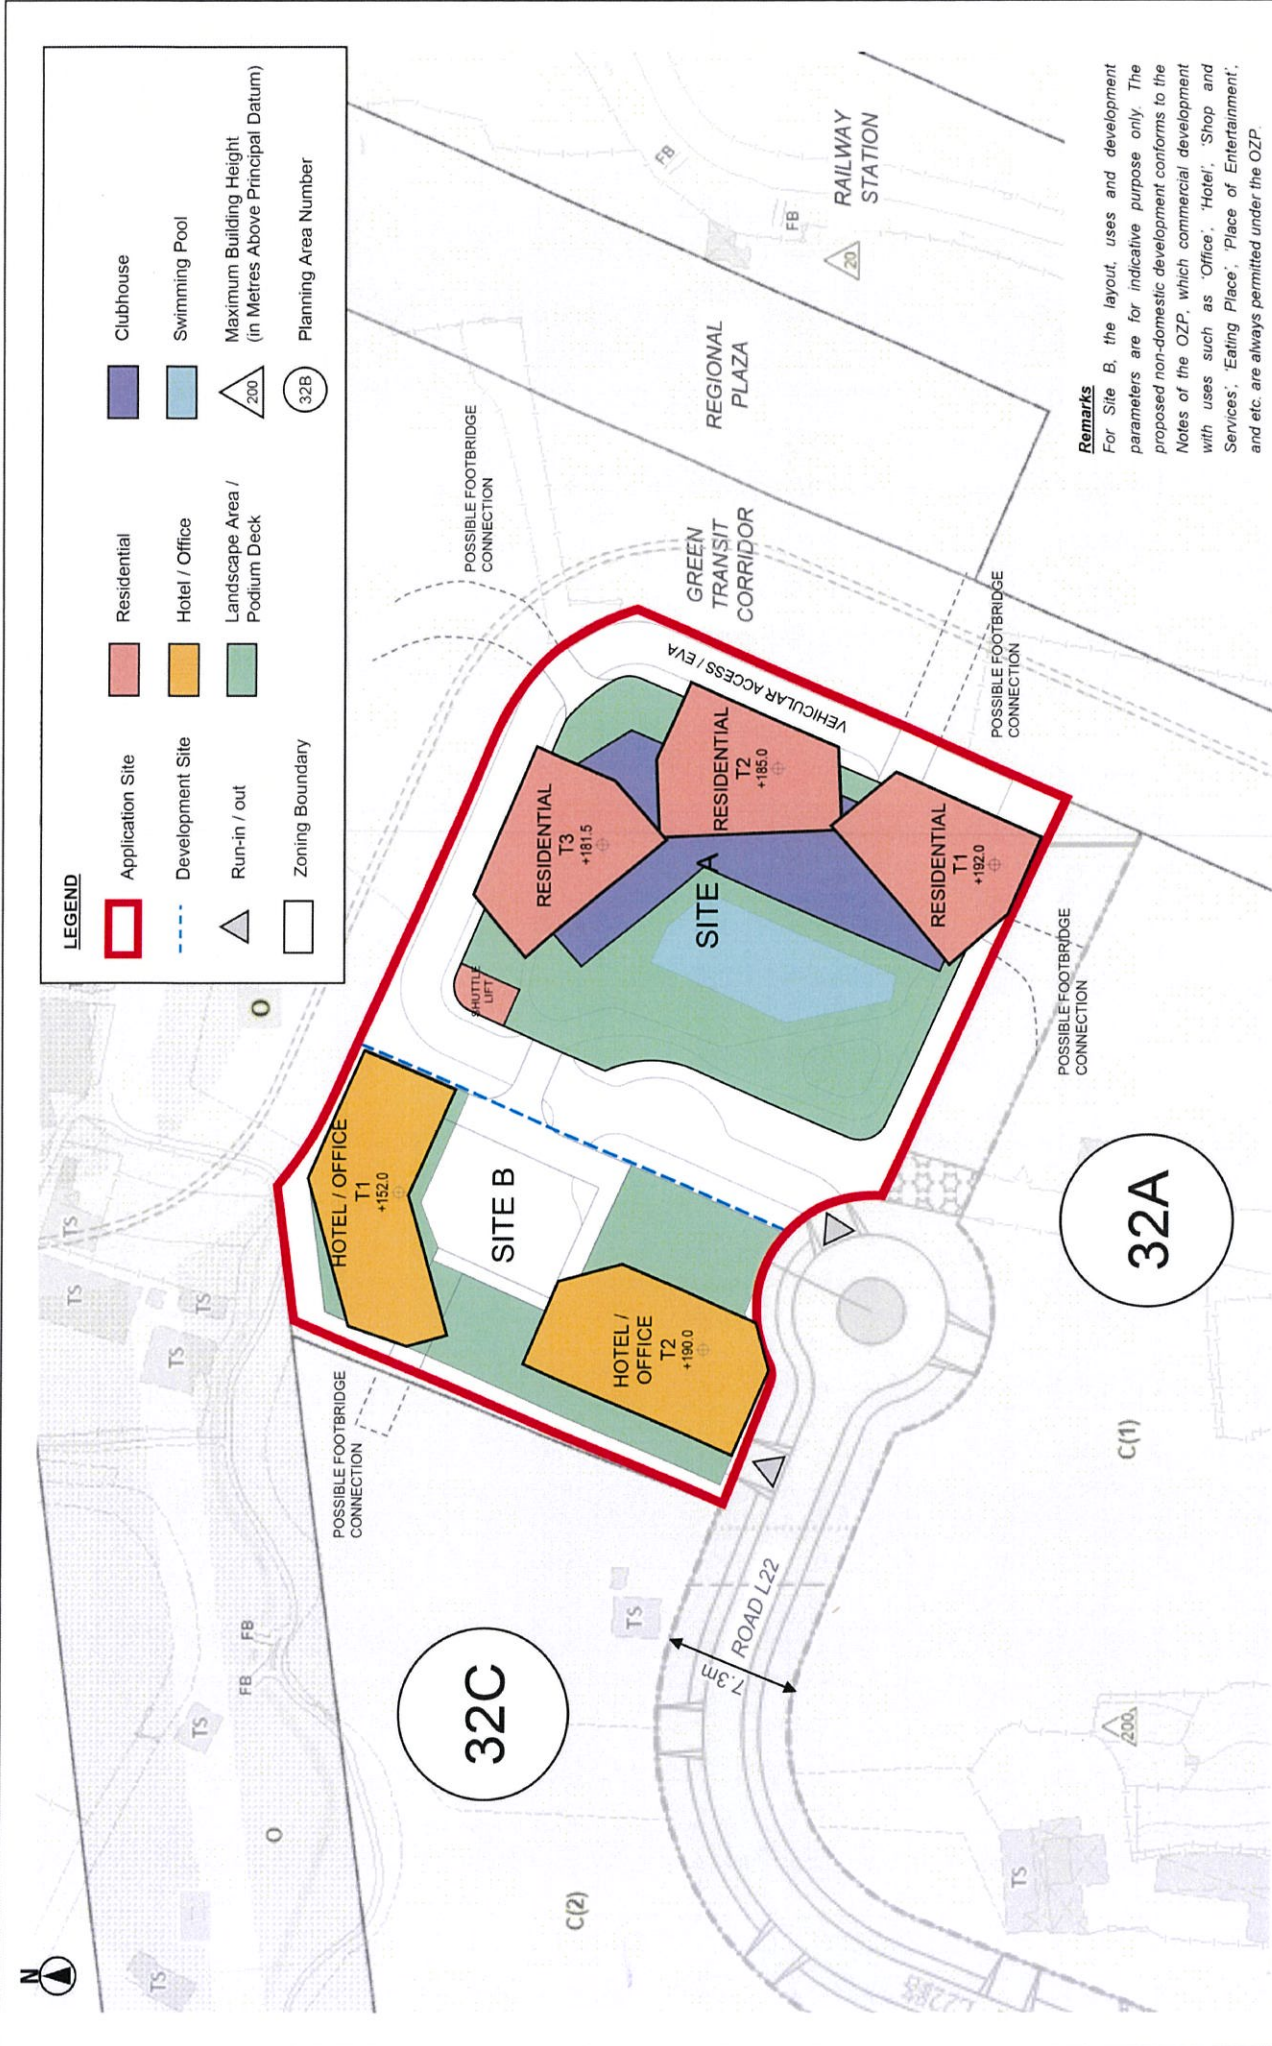 N
LEGEND
Application Site
Development Site
Run-in / out
Zoning Boundary
Residential
Hotel / Office
Landscape Area /
Podium Deck
Clubhouse
Swimming Pool
200
Maximum Building Height
(in Metres Above Principal Datum)
32B
Planning Area Number
TS
TS
TS
TS
TS
TS
TS
TS
O
O
FB
FB
FB
FB
POSSIBLE FOOTBRIDGE
CONNECTION
POSSIBLE FOOTBRIDGE
CONNECTION
POSSIBLE FOOTBRIDGE
CONNECTION
POSSIBLE FOOTBRIDGE
CONNECTION
HOTEL / OFFICE
T1
+152.0
SITE B
HOTEL /
OFFICE
T2
+190.0
SHUTTLE
LIFT
RESIDENTIAL
T3
+181.5
SITE A
RESIDENTIAL
T2
+185.0
RESIDENTIAL
T1
+192.0
VEHICULAR ACCESS / EVA
GREEN
TRANSIT
CORRIDOR
REGIONAL
PLAZA
RAILWAY
STATION
20
32C
C(2)
ROAD L22
7.3m
32A
C(1)
200
Remarks
For Site B, the layout, uses and development
parameters are for indicative purpose only. The
proposed non-domestic development conforms to the
Notes of the OZP, which commercial development
with uses such as 'Office', 'Hotel', 'Shop and
Services', 'Eating Place', 'Place of Entertainment',
and etc. are always permitted under the OZP.